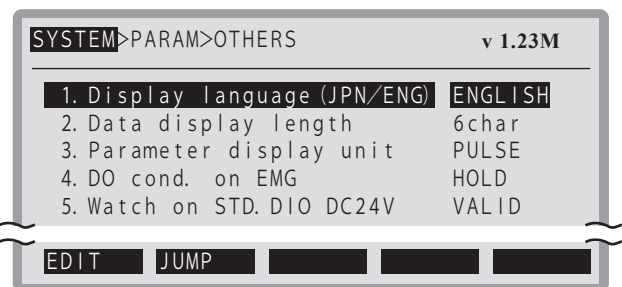 SYSTEM>PARAM>OTHERS v 1.23M
1. Display language(JPN/ENG) ENGLISH
2. Data display length 6char
3. Parameter display unit PULSE
4. DO cond. on EMG HOLD
5. Watch on STD. DIO DC24V VALID
EDIT JUMP